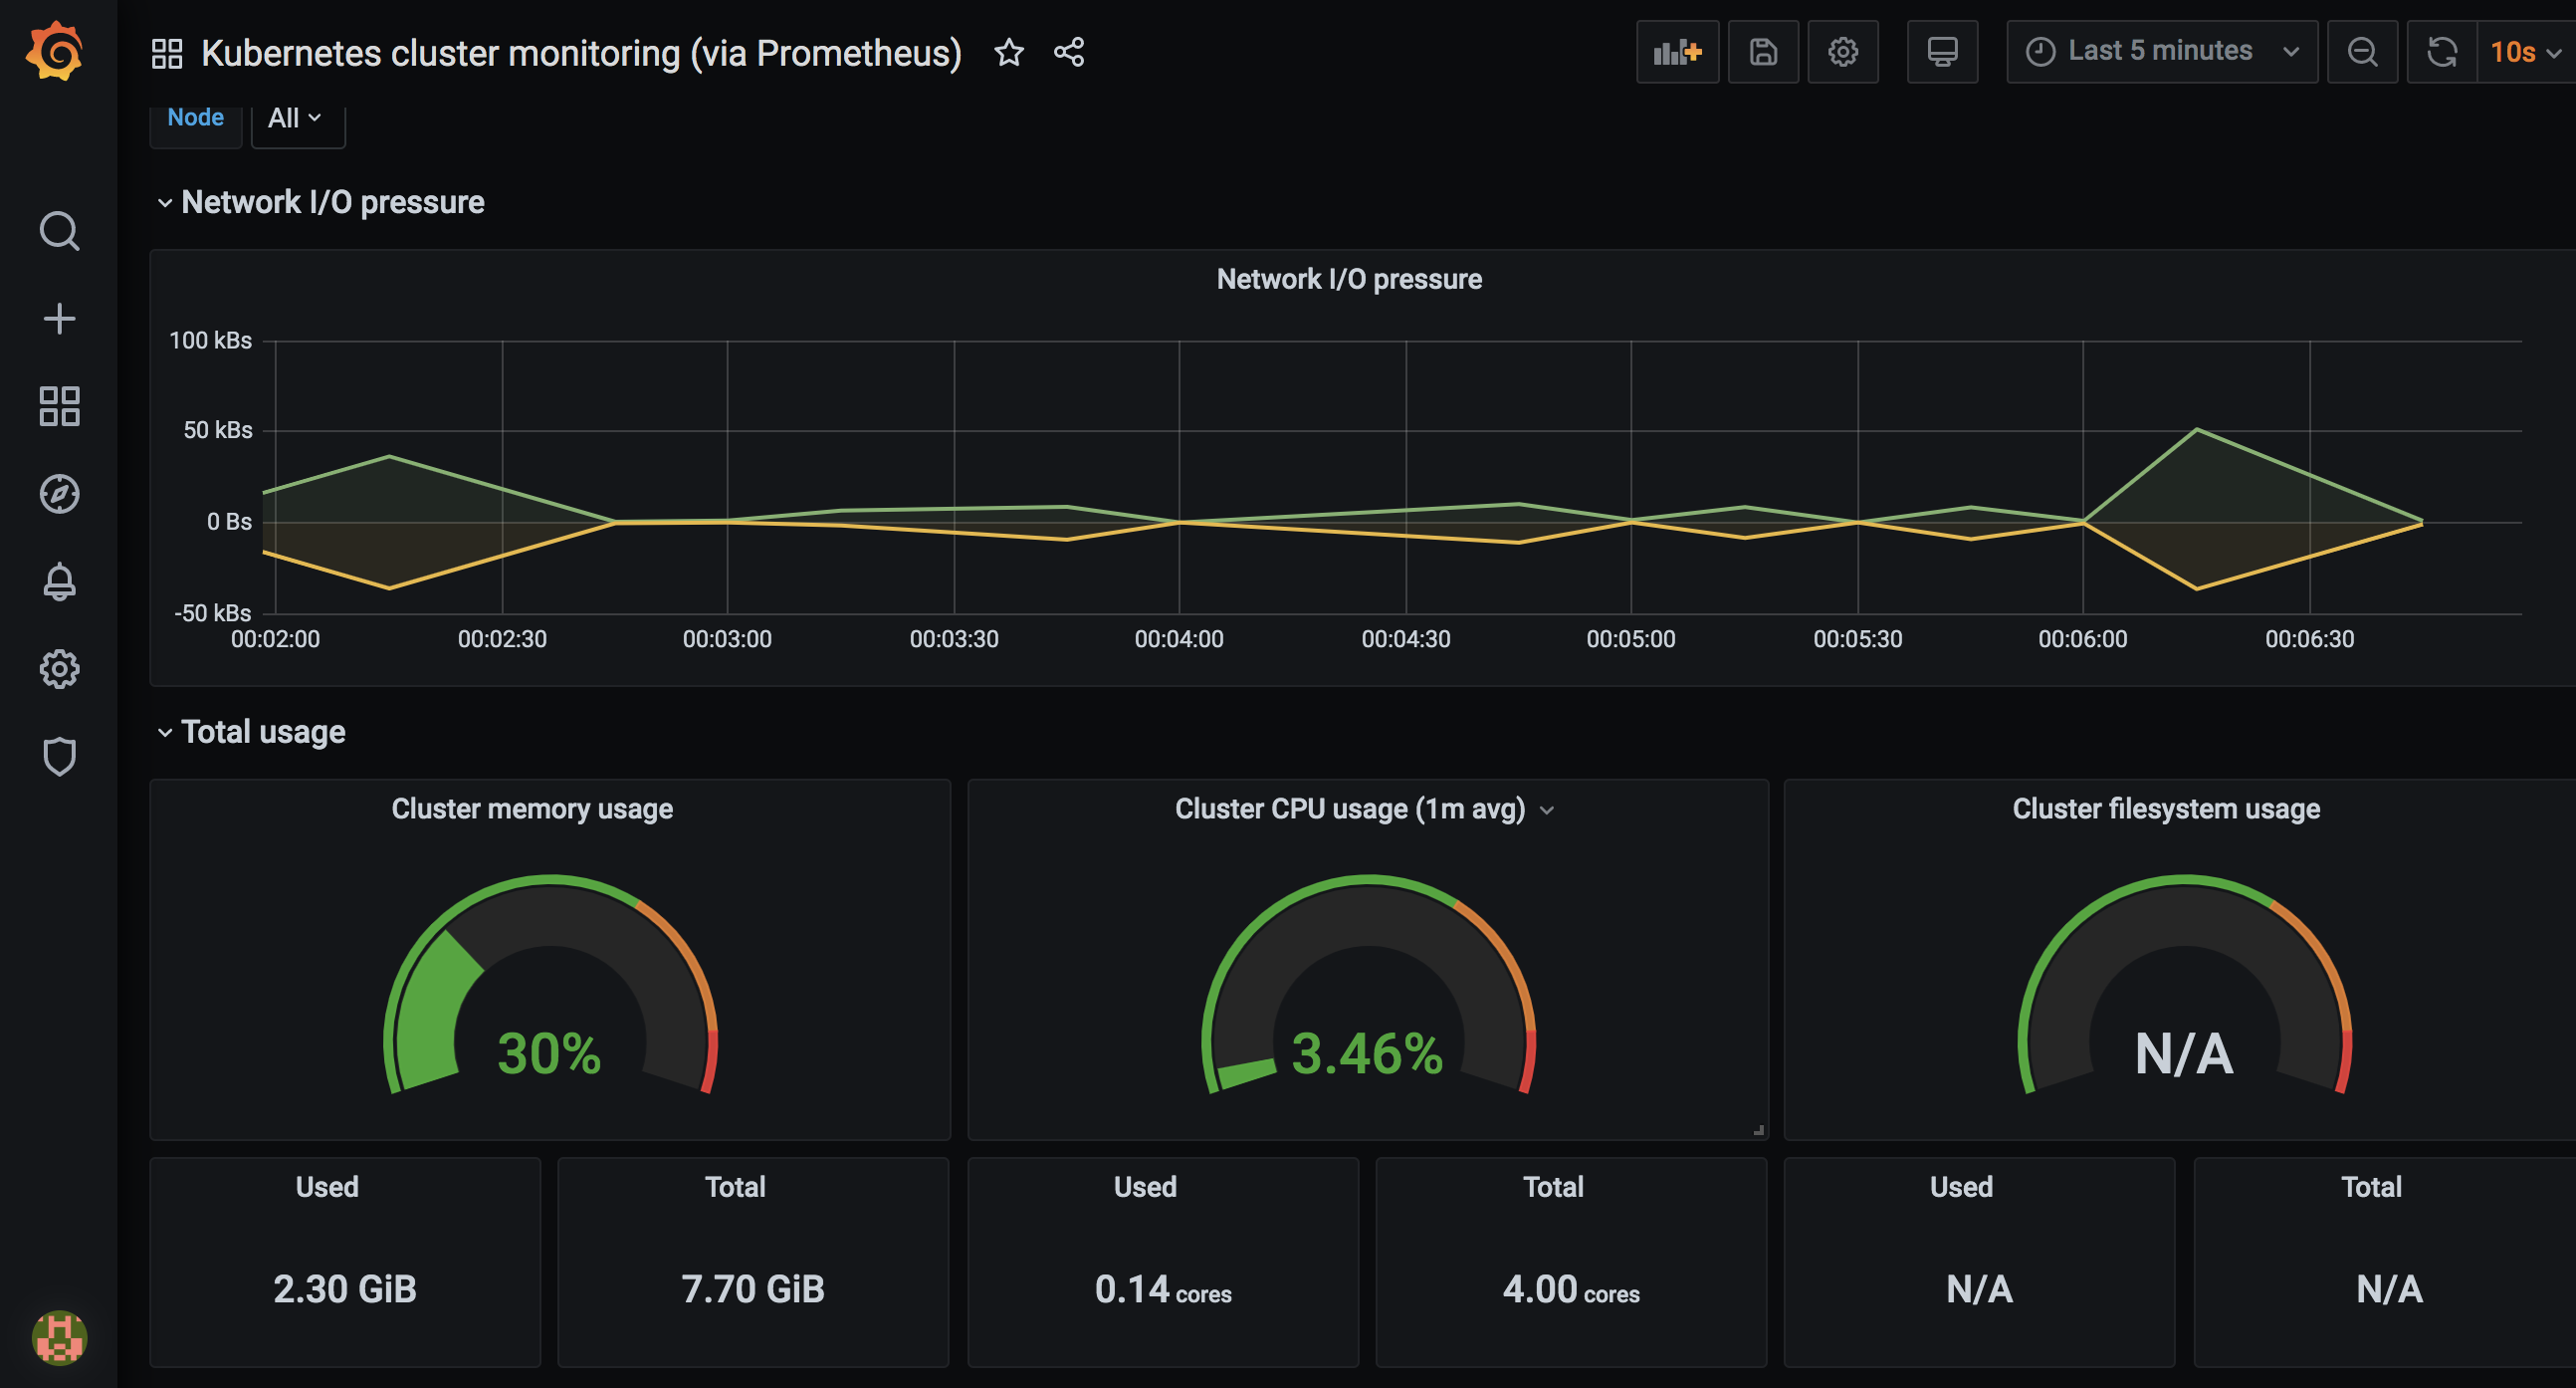 Kubernetes cluster monitoring (via Prometheus)
Last 5 minutes
10s
Node
All
Network I/O pressure
Network I/O pressure
100 kBs
50 kBs
0 Bs
-50 kBs
00:02:00 00:02:30 00:03:00 00:03:30 00:04:00 00:04:30 00:05:00 00:05:30 00:06:00 00:06:30
Total usage
Cluster memory usage
30%
Cluster CPU usage (1m avg)
3.46%
Cluster filesystem usage
N/A
Used
2.30 GiB
Total
7.70 GiB
Used
0.14 cores
Total
4.00 cores
Used
N/A
Total
N/A